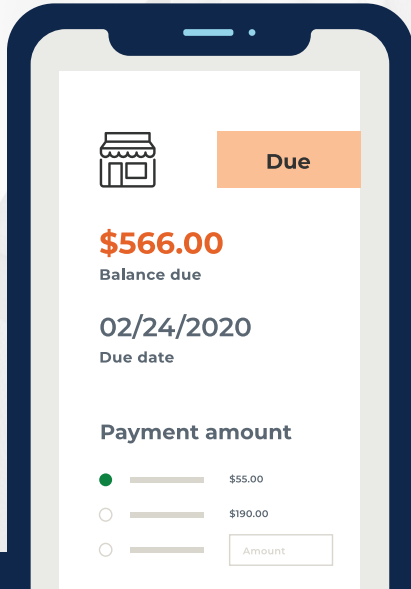 Due
$566.00
Balance due
02/24/2020
Due date
Payment amount
$55.00
$190.00
Amount